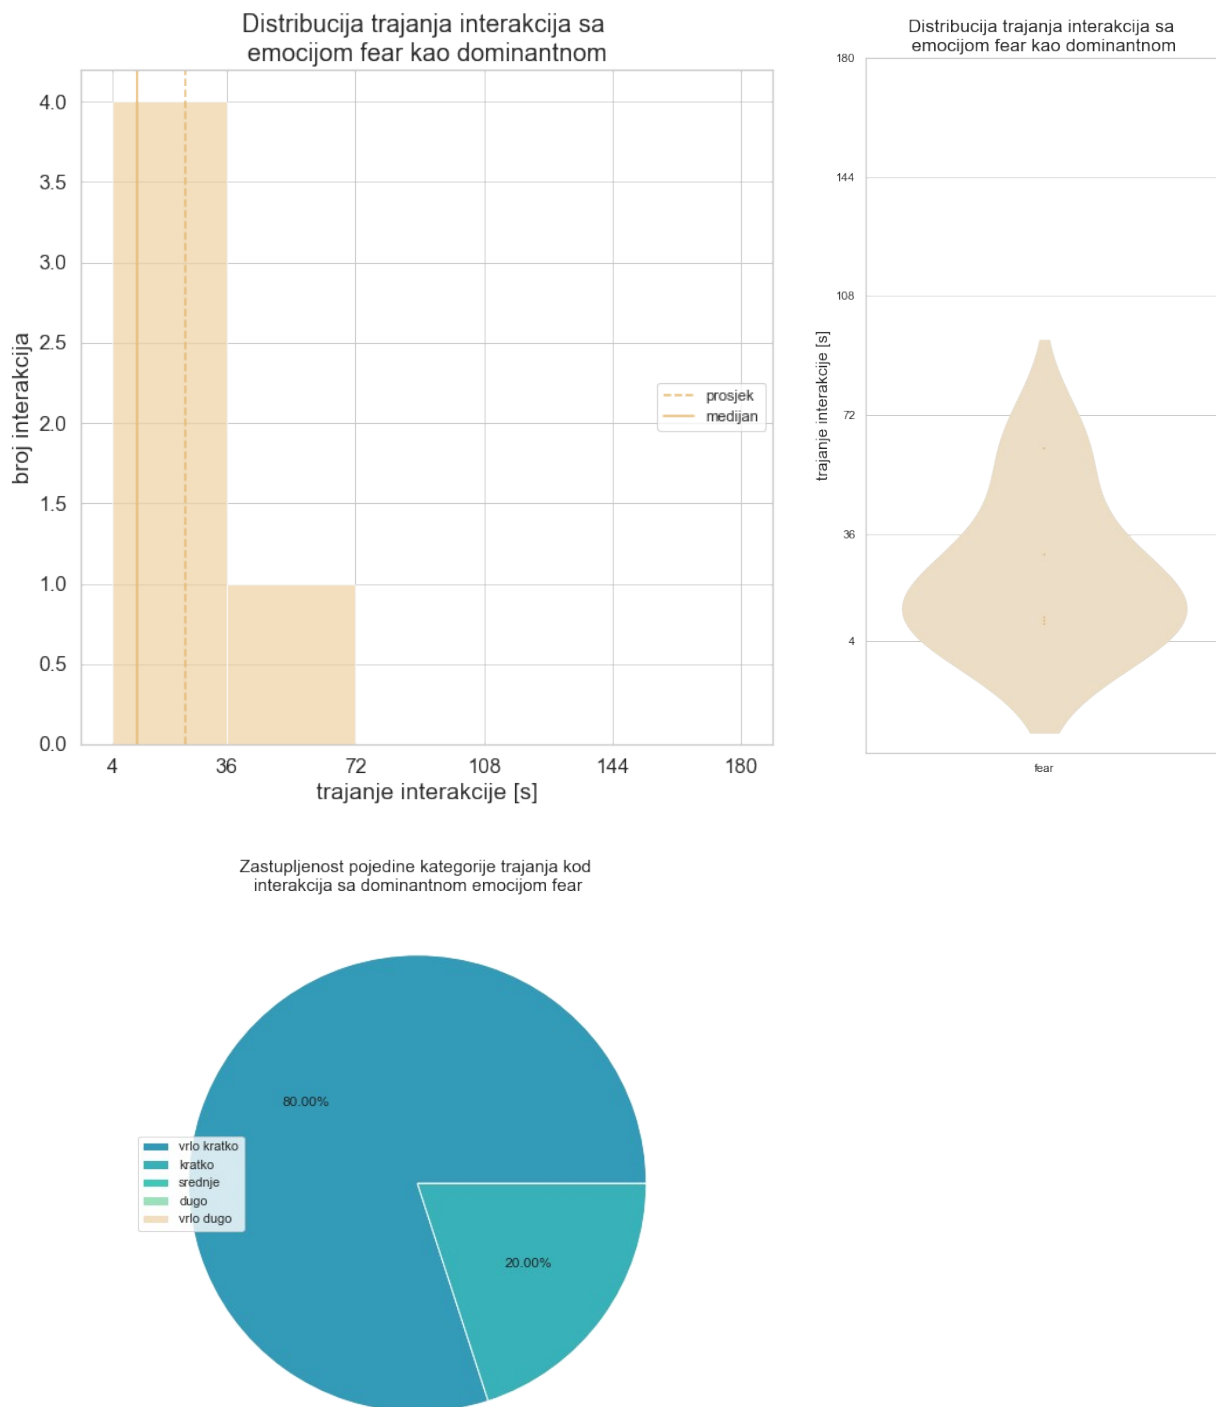 Distribucija trajanja interakcija sa
emocijom fear kao dominantnom
4.0
3.5
3.0
2.5
2.0
1.5
1.0
0.5
0.0
broj interakcija
prosjek
medijan
4
36
72
108
144
180
trajanje interakcije [s]
Distribucija trajanja interakcija sa
emocijom fear kao dominantnom
180
144
108
72
36
4
trajanje interakcije [s]
fear
Zastupljenost pojedine kategorije trajanja kod
interakcija sa dominantnom emocijom fear
80.00%
vrlo kratko
kratko
srednje
dugo
vrlo dugo
20.00%